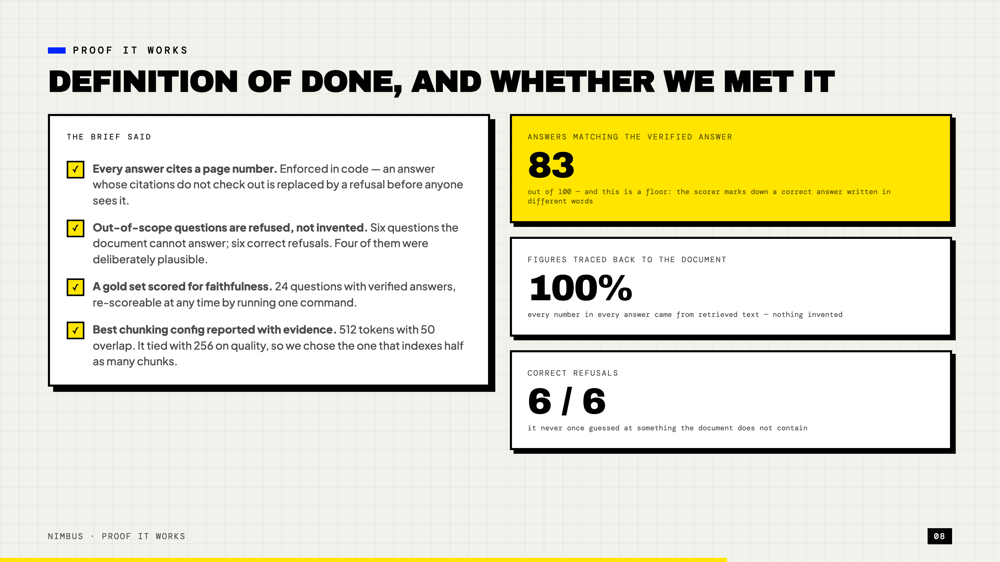 PROOF IT WORKS
DEFINITION OF DONE, AND WHETHER WE MET IT
THE BRIEF SAID
✓ Every answer cites a page number. Enforced in code — an answer
whose citations do not check out is replaced by a refusal before anyone
sees it.
✓ Out-of-scope questions are refused, not invented. Six questions the
document cannot answer; six correct refusals. Four of them were
deliberately plausible.
✓ A gold set scored for faithfulness. 24 questions with verified answers,
re-scoreable at any time by running one command.
✓ Best chunking config reported with evidence. 512 tokens with 50
overlap. It tied with 256 on quality, so we chose the one that indexes half
as many chunks.
ANSWERS MATCHING THE VERIFIED ANSWER
83
out of 100 — and this is a floor: the scorer marks down a correct answer written in
different words
FIGURES TRACED BACK TO THE DOCUMENT
100%
every number in every answer came from retrieved text — nothing invented
CORRECT REFUSALS
6 / 6
it never once guessed at something the document does not contain
NIMBUS · PROOF IT WORKS
08